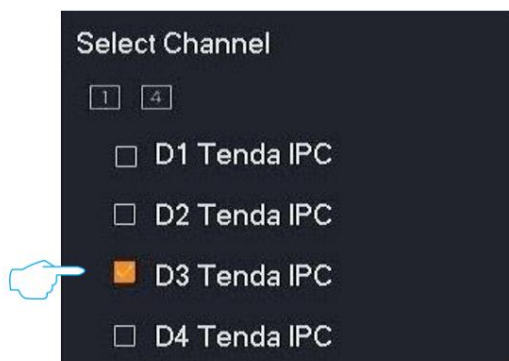 Select Channel
1 4
D1 Tenda IPC
D2 Tenda IPC
D3 Tenda IPC
D4 Tenda IPC